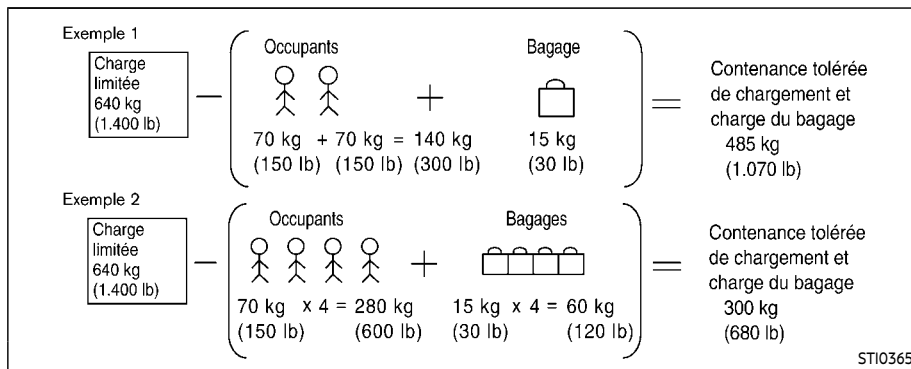 Exemple 1
Charge
limitée
640 kg
(1.400 lb)
Occupants
70 kg + 70 kg = 140 kg
(150 lb) (150 lb) (300 lb)
+
Bagage
15 kg
(30 lb)
=
Contenance tolérée
de chargement et
charge du bagage
485 kg
(1.070 lb)
Exemple 2
Charge
limitée
640 kg
(1.400 lb)
Occupants
70 kg x 4 = 280 kg
(150 lb) (600 lb)
+
Bagages
15 kg x 4 = 60 kg
(30 lb) (120 lb)
=
Contenance tolérée
de chargement et
charge du bagage
300 kg
(680 lb)
STI0365